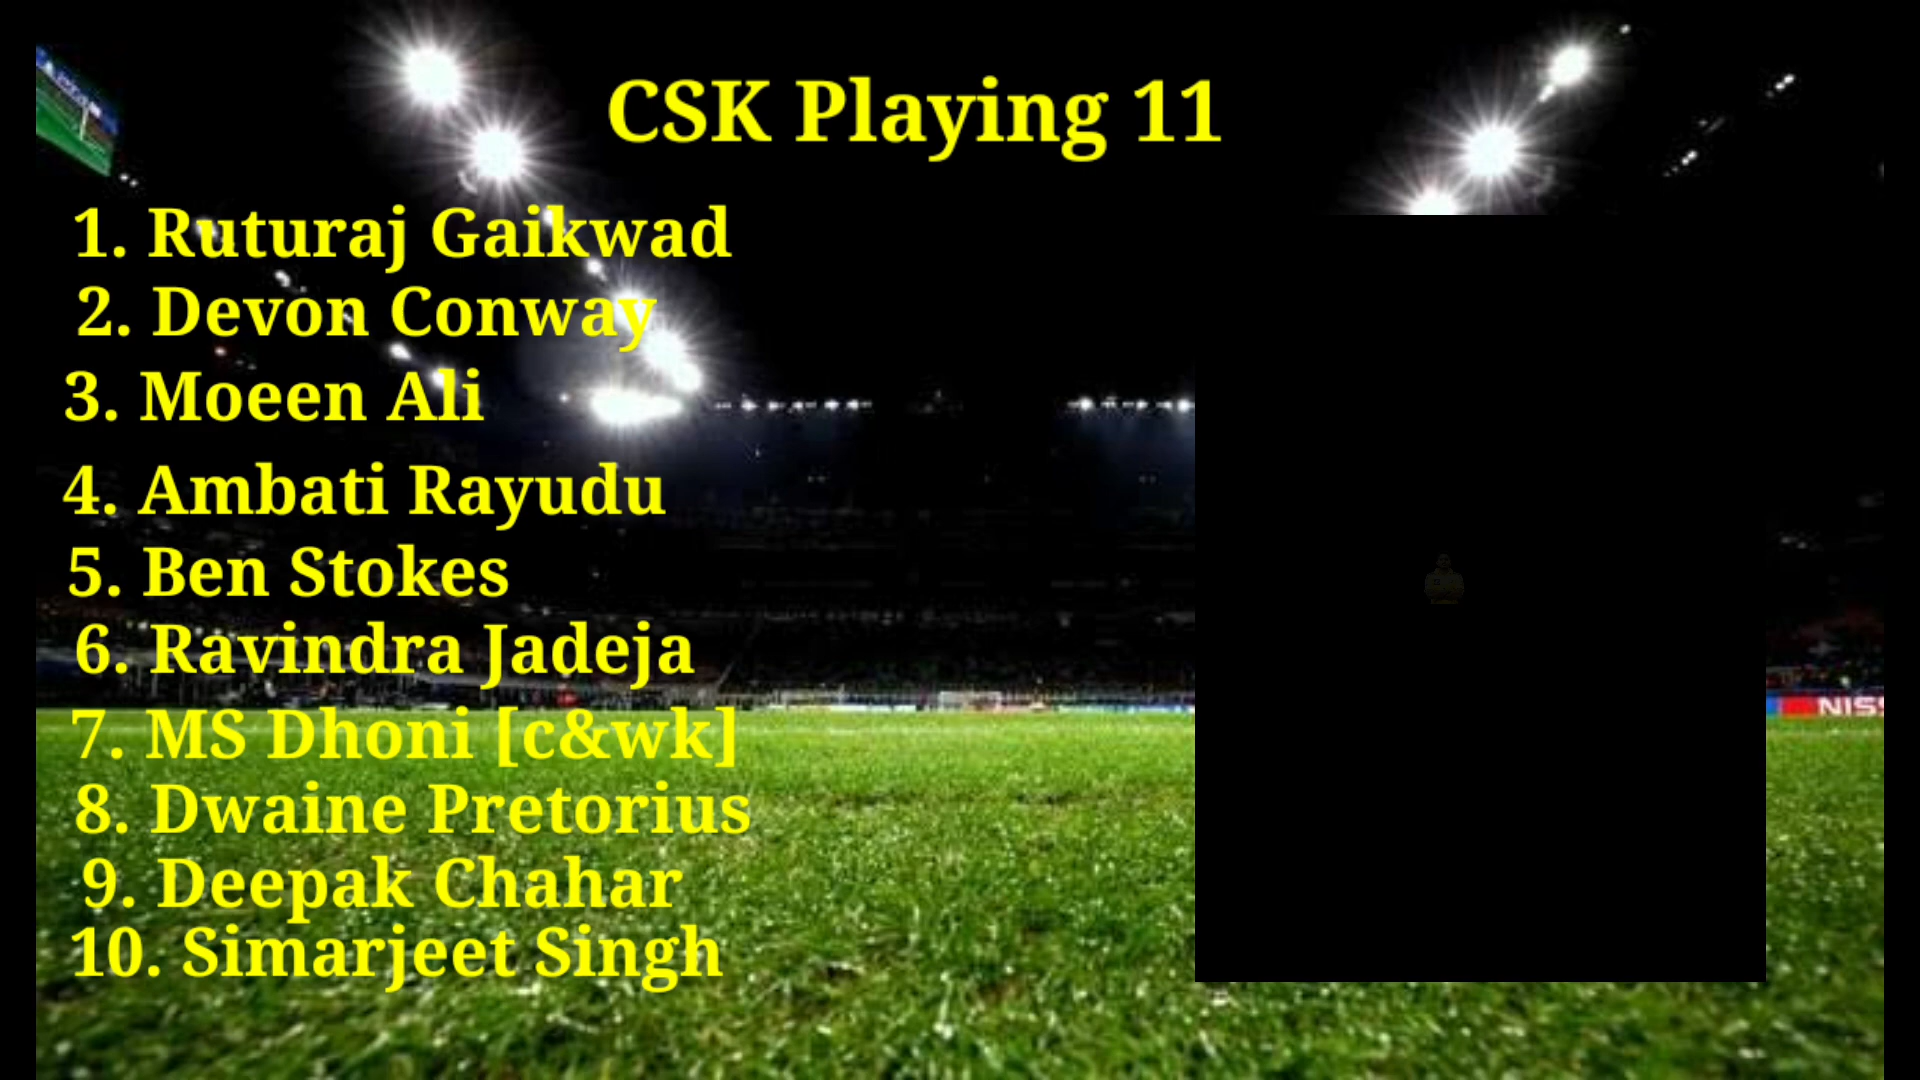 CSK Playing 11
1. Ruturaj Gaikwad
2. Devon Conway
3. Moeen Ali
4. Ambati Rayudu
5. Ben Stokes
6. Ravindra Jadeja
7. MS Dhoni [c&wk]
8. Dwaine Pretorius
9. Deepak Chahar
10. Simarjeet Singh